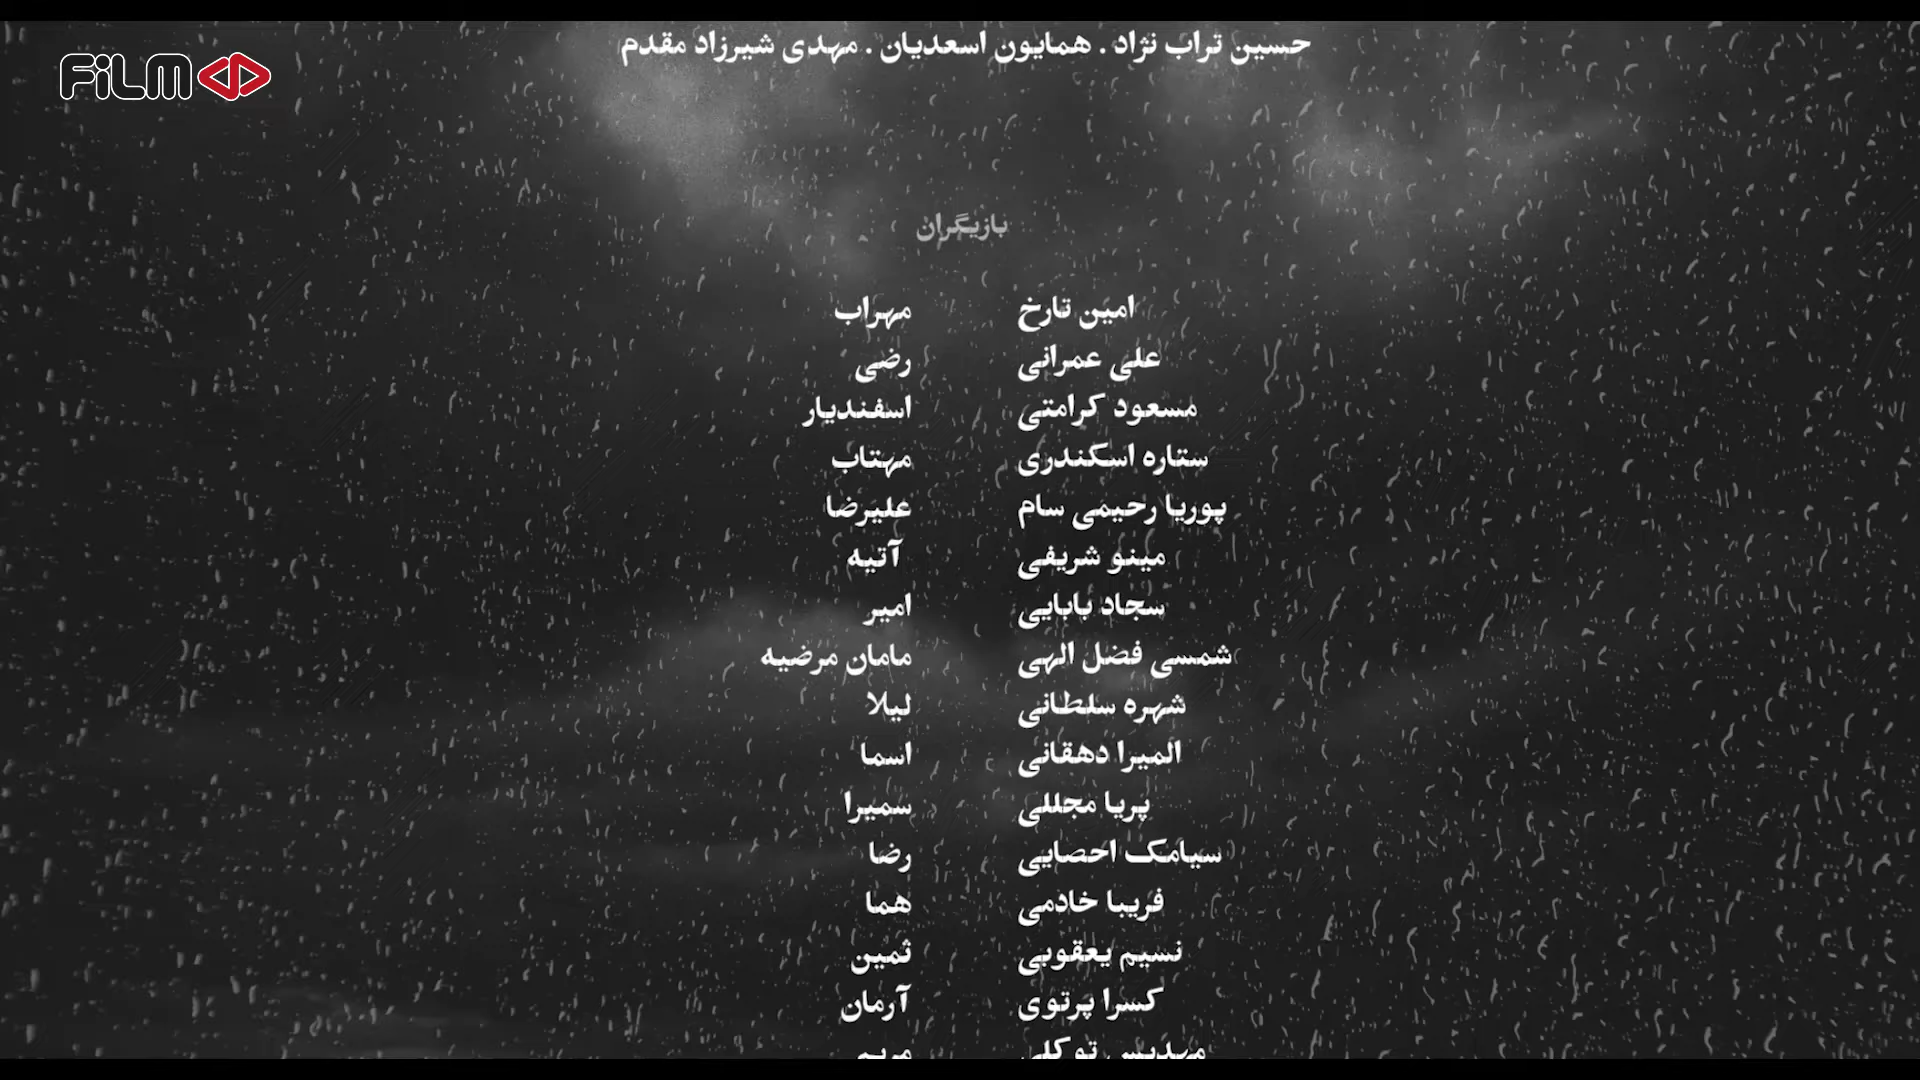 FiLM
حسین تراب نژاد . همایون اسعدیان . مهدی شیرزاد مقدم
بازیگران
امین تارخ مهراب
علی عمرانی رضی
مسعود کرامتی اسفندیار
ستاره اسکندری مهتاب
پوریا رحیمی سام علیرضا
مینو شریفی آتیه
سجاد بابایی امیر
شمسی فضل الهی مامان مرضیه
شهره سلطانی لیلا
المیرا دهقانی اسما
پریا مجللی سمیرا
سیامک احصایی رضا
فریبا خادمی هما
نسیم یعقوبی ثمین
کسرا پرتوی آرمان
مهدیس توکلی مریم